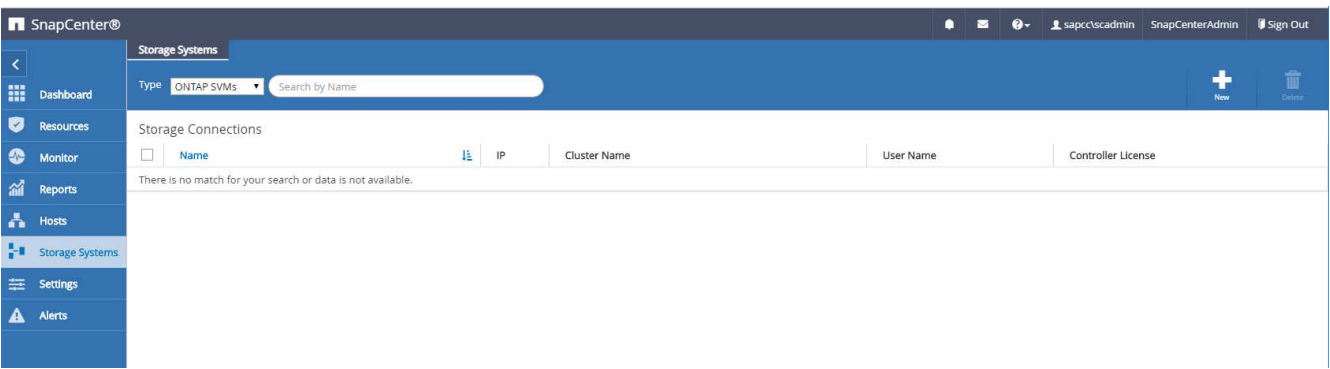 SnapCenter®
sapcc\scadmin SnapCenterAdmin Sign Out
Storage Systems
Type ONTAP SVMs Search by Name
New Delete
Dashboard
Resources
Monitor
Reports
Hosts
Storage Systems
Settings
Alerts
Storage Connections
Name IP Cluster Name User Name Controller License
There is no match for your search or data is not available.